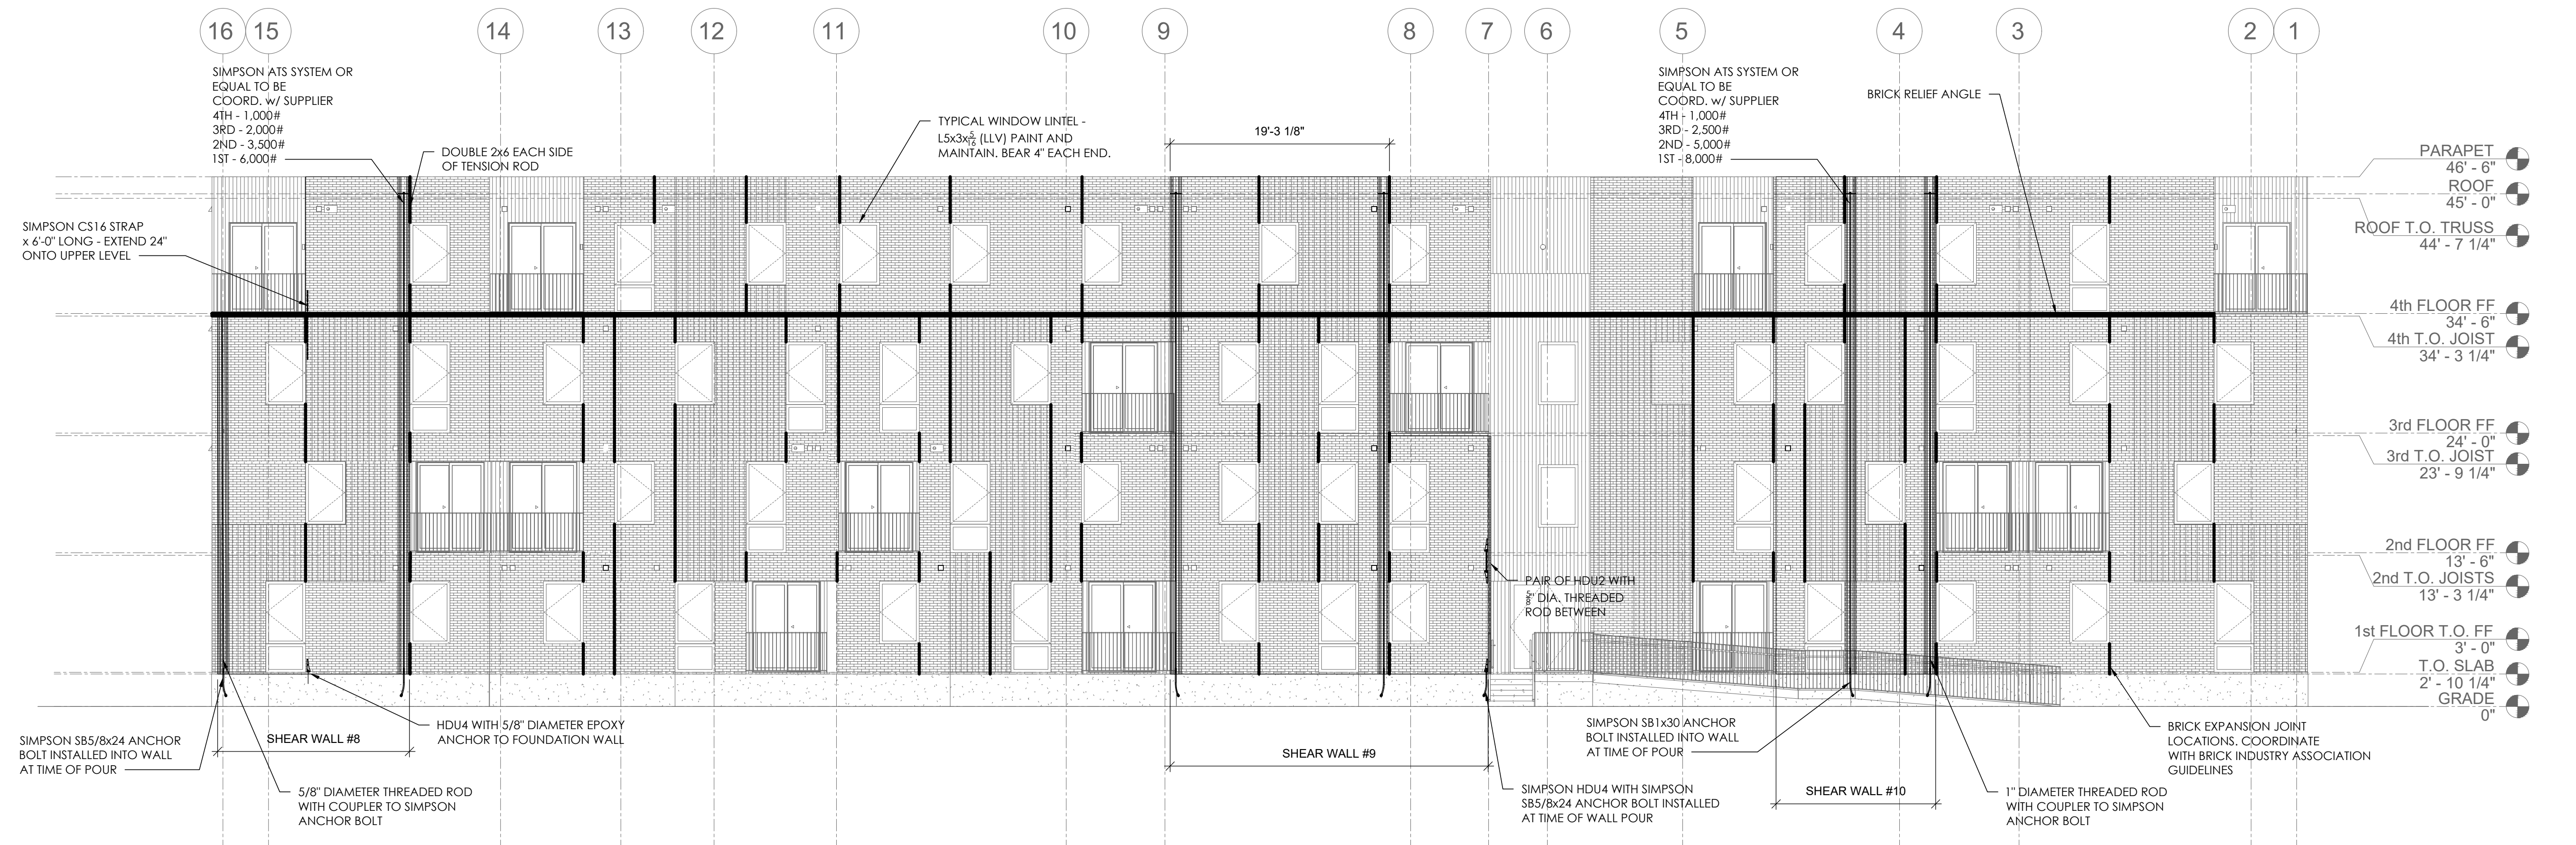 16 15 14 13 12 11 10 9 8 7 6 5 4 3 2 1
SIMPSON ATS SYSTEM OR
EQUAL TO BE
COORD. w/ SUPPLIER
4TH - 1,000#
3RD - 2,000#
2ND - 3,500#
1ST - 6,000#
DOUBLE 2x6 EACH SIDE
OF TENSION ROD
TYPICAL WINDOW LINTEL -
L5x3x5/16 (LLV) PAINT AND
MAINTAIN. BEAR 4" EACH END.
19'-3 1/8"
SIMPSON ATS SYSTEM OR
EQUAL TO BE
COORD. w/ SUPPLIER
4TH - 1,000#
3RD - 2,500#
2ND - 5,000#
1ST - 8,000#
BRICK RELIEF ANGLE
SIMPSON CS16 STRAP
x 6'-0" LONG - EXTEND 24"
ONTO UPPER LEVEL
PARAPET
46' - 6"
ROOF
45' - 0"
ROOF T.O. TRUSS
44' - 7 1/4"
4th FLOOR FF
34' - 6"
4th T.O. JOIST
34' - 3 1/4"
3rd FLOOR FF
24' - 0"
3rd T.O. JOIST
23' - 9 1/4"
2nd FLOOR FF
13' - 6"
2nd T.O. JOISTS
13' - 3 1/4"
1st FLOOR T.O. FF
3' - 0"
T.O. SLAB
2' - 10 1/4"
GRADE
0"
PAIR OF HDU2 WITH
5/8" DIA. THREADED
ROD BETWEEN
SIMPSON SB5/8x24 ANCHOR
BOLT INSTALLED INTO WALL
AT TIME OF POUR
SHEAR WALL #8
HDU4 WITH 5/8" DIAMETER EPOXY
ANCHOR TO FOUNDATION WALL
5/8" DIAMETER THREADED ROD
WITH COUPLER TO SIMPSON
ANCHOR BOLT
SHEAR WALL #9
SIMPSON HDU4 WITH SIMPSON
SB5/8x24 ANCHOR BOLT INSTALLED
AT TIME OF WALL POUR
SIMPSON SB1x30 ANCHOR
BOLT INSTALLED INTO WALL
AT TIME OF POUR
SHEAR WALL #10
1" DIAMETER THREADED ROD
WITH COUPLER TO SIMPSON
ANCHOR BOLT
BRICK EXPANSION JOINT
LOCATIONS. COORDINATE
WITH BRICK INDUSTRY ASSOCIATION
GUIDELINES